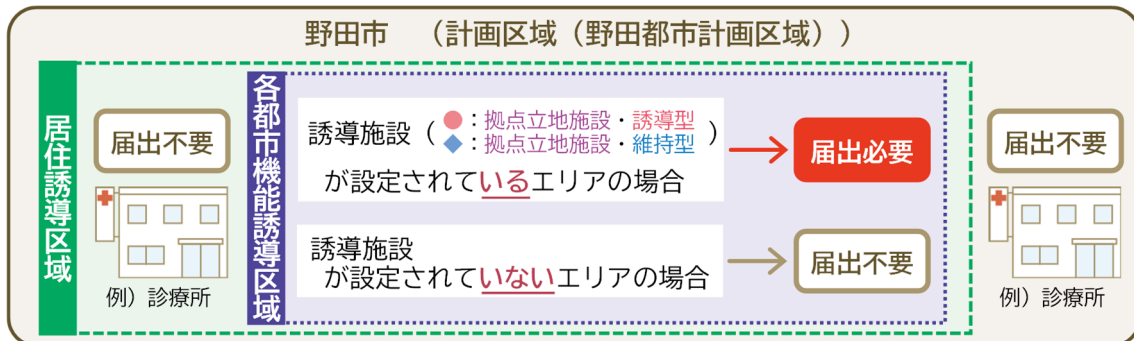 野田市 （計画区域（野田都市計画区域））
居住誘導区域
届出不要
例）診療所
各都市機能誘導区域
誘導施設（●：拠点立地施設・誘導型
◆：拠点立地施設・維持型）
が設定されているエリアの場合
届出必要
誘導施設
が設定されていないエリアの場合
届出不要
届出不要
例）診療所